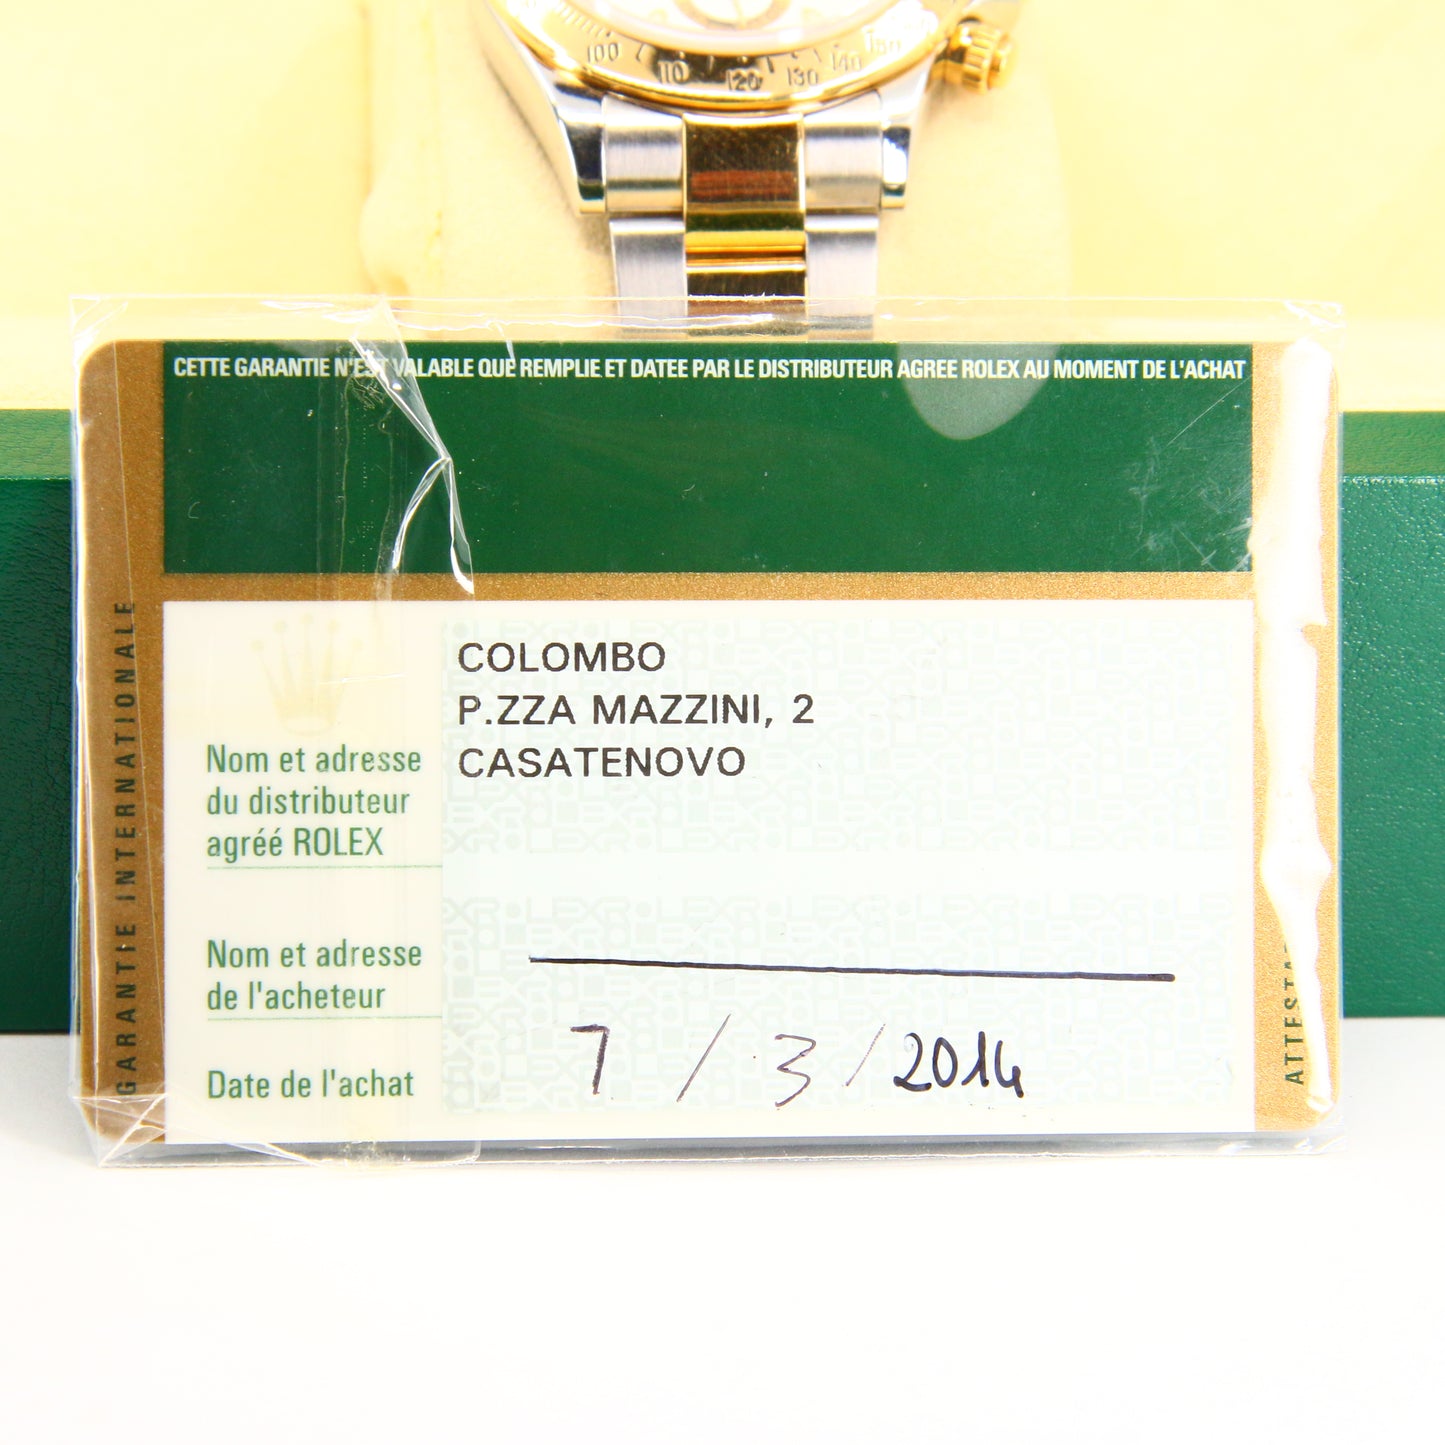 100 110 120 130 140 150
CETTE GARANTIE N'EST VALABLE QUE REMPLIE ET DATEE PAR LE DISTRIBUTEUR AGREE ROLEX AU MOMENT DE L'ACHAT
GARANTIE INTERNATIONALE
COLOMBO
P.ZZA MAZZINI, 2
CASATENOVO
Nom et adresse
du distributeur
agréé ROLEX
Nom et adresse
de l'acheteur
Date de l'achat
7 / 3 / 2014